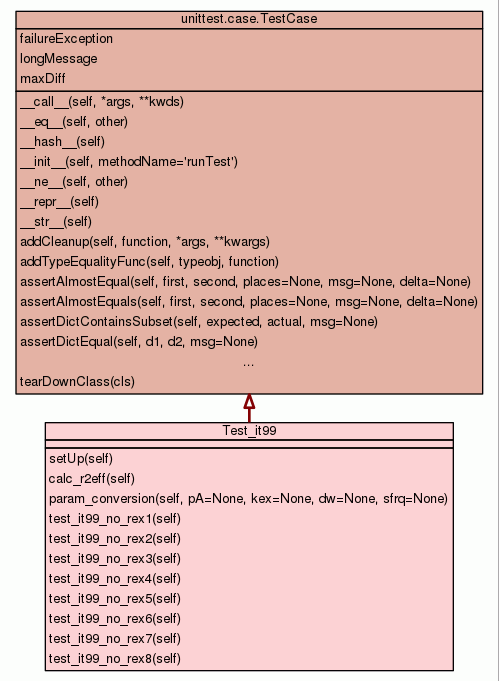 unittest.case.TestCase
failureException
longMessage
maxDiff
__call__(self, *args, **kwds)
__eq__(self, other)
__hash__(self)
__init__(self, methodName='runTest')
__ne__(self, other)
__repr__(self)
__str__(self)
addCleanup(self, function, *args, **kwargs)
addTypeEqualityFunc(self, typeobj, function)
assertAlmostEqual(self, first, second, places=None, msg=None, delta=None)
assertAlmostEquals(self, first, second, places=None, msg=None, delta=None)
assertDictContainsSubset(self, expected, actual, msg=None)
assertDictEqual(self, d1, d2, msg=None)
...
tearDownClass(cls)
Test_it99
setUp(self)
calc_r2eff(self)
param_conversion(self, pA=None, kex=None, dw=None, sfrq=None)
test_it99_no_rex1(self)
test_it99_no_rex2(self)
test_it99_no_rex3(self)
test_it99_no_rex4(self)
test_it99_no_rex5(self)
test_it99_no_rex6(self)
test_it99_no_rex7(self)
test_it99_no_rex8(self)